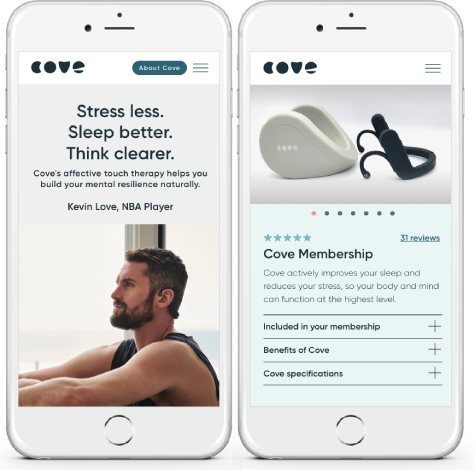 cove
About Cove
Stress less.
Sleep better.
Think clearer.
Cove's affective touch therapy helps you
build your mental resilience naturally.
Kevin Love, NBA Player
cove
cove
31 reviews
Cove Membership
Cove actively improves your sleep and
reduces your stress, so your body and mind
can function at the highest level.
Included in your membership
Benefits of Cove
Cove specifications